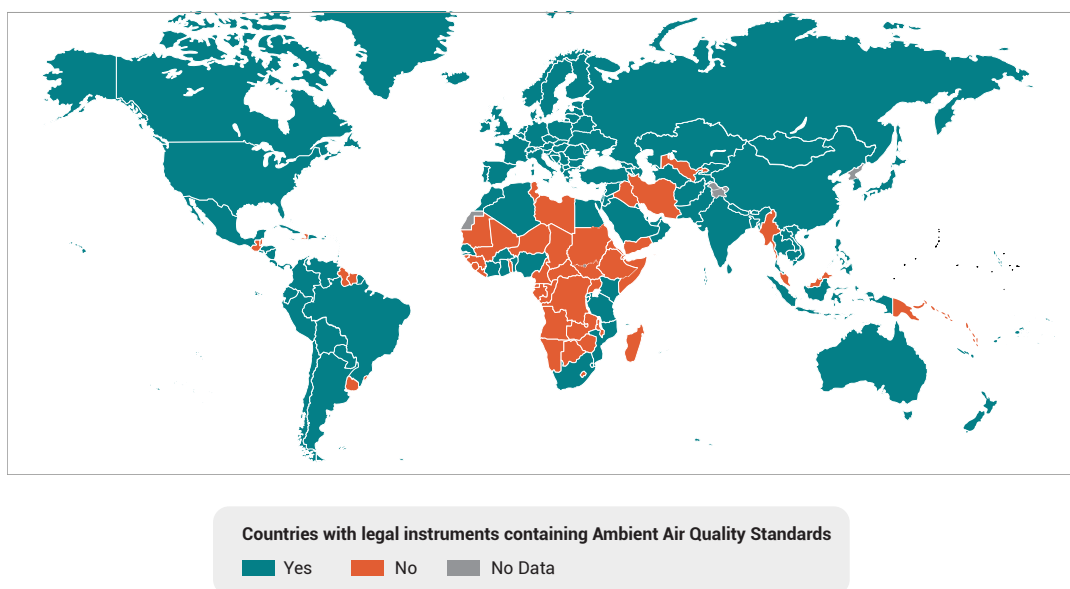 Countries with legal instruments containing Ambient Air Quality Standards
Yes No No Data